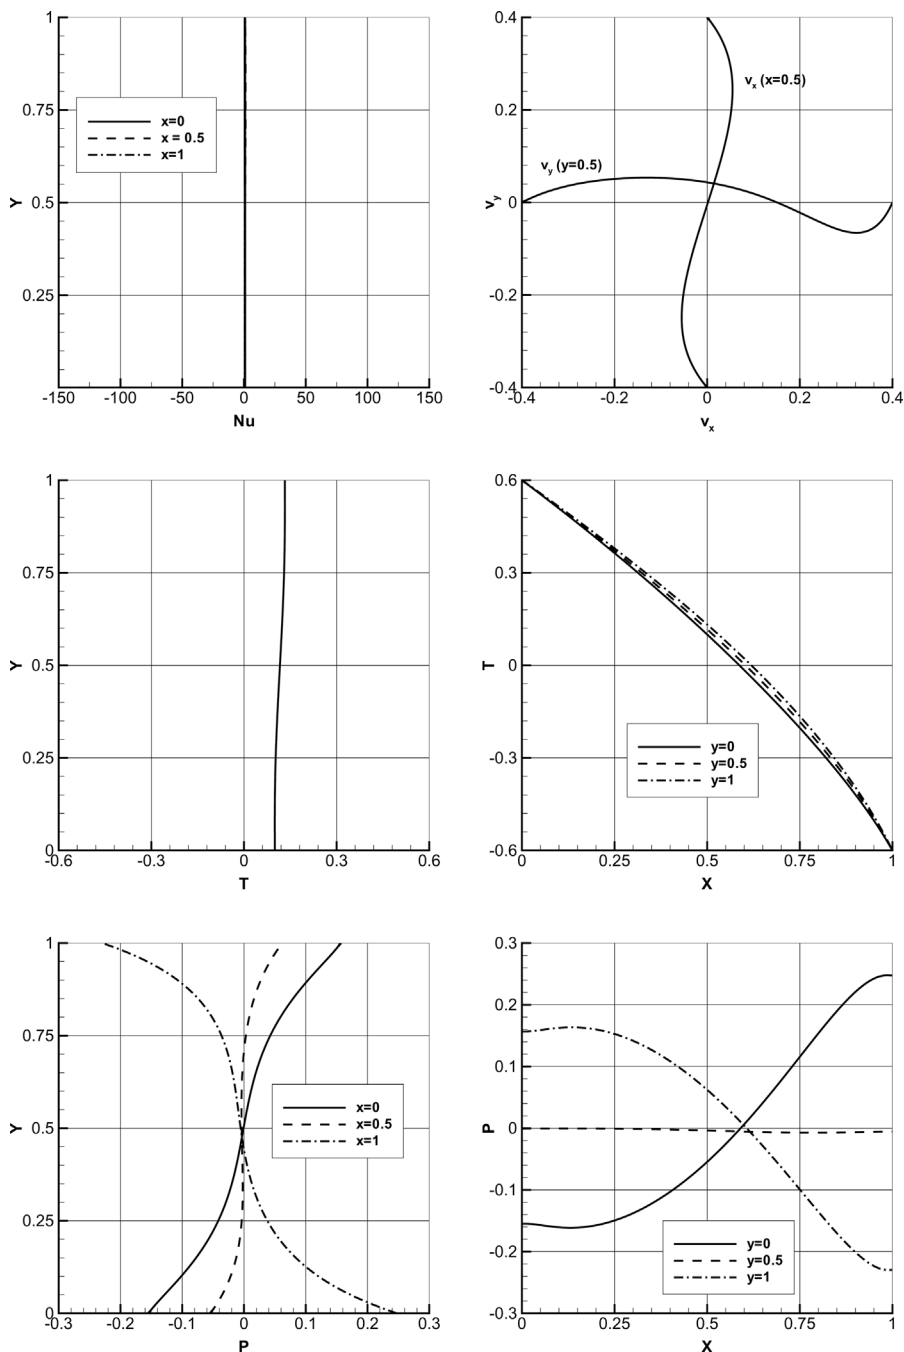 1
0.75
0.5
0.25
0
Y
x=0
x = 0.5
x=1
-150
-100
-50
0
50
100
150
Nu
0.4
0.2
0
-0.2
-0.4
v_y
v_x (x=0.5)
v_y (y=0.5)
-0.4
-0.2
0
0.2
0.4
v_x
1
0.75
0.5
0.25
0
Y
-0.6
-0.3
0
0.3
0.6
T
0.6
0.3
0
-0.3
-0.6
T
y=0
y=0.5
y=1
0
0.25
0.5
0.75
1
X
1
0.75
0.5
0.25
0
Y
x=0
x=0.5
x=1
-0.3
-0.2
-0.1
0
0.1
0.2
0.3
P
0.3
0.2
0.1
0
-0.1
-0.2
-0.3
P
y=0
y=0.5
y=1
0
0.25
0.5
0.75
1
X